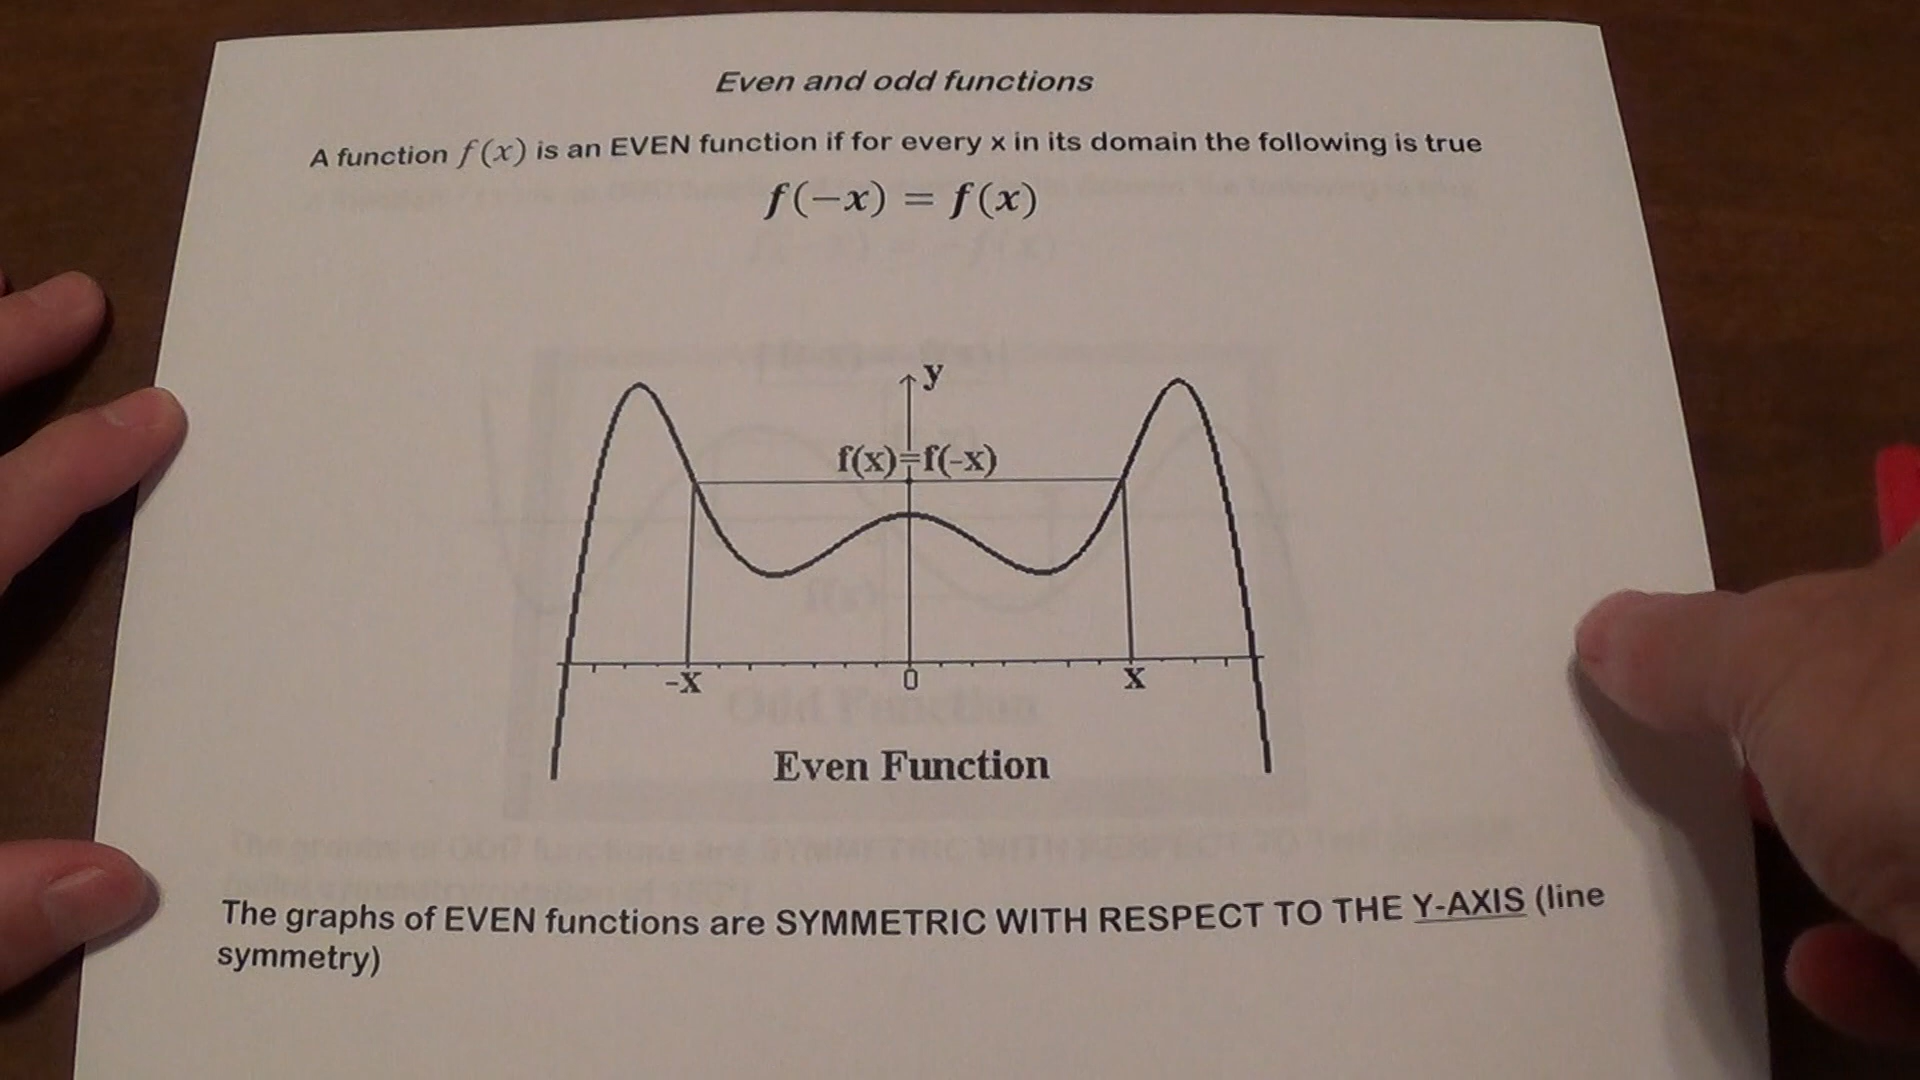 Even and odd functions
A function f(x) is an EVEN function if for every x in its domain the following is true
f(−x) = f(x)
y
f(x)=f(-x)
-X 0 X
Even Function
The graphs of EVEN functions are SYMMETRIC WITH RESPECT TO THE Y-AXIS (line
symmetry)